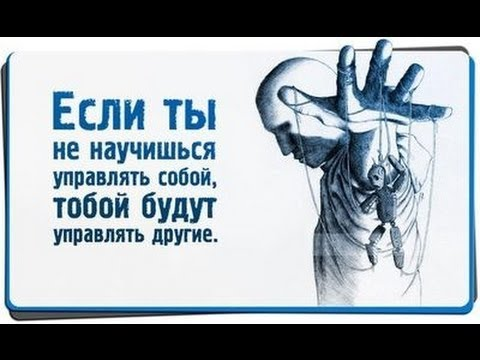 Если ты
не научишься
управлять собой,
тобой будут
управлять другие.